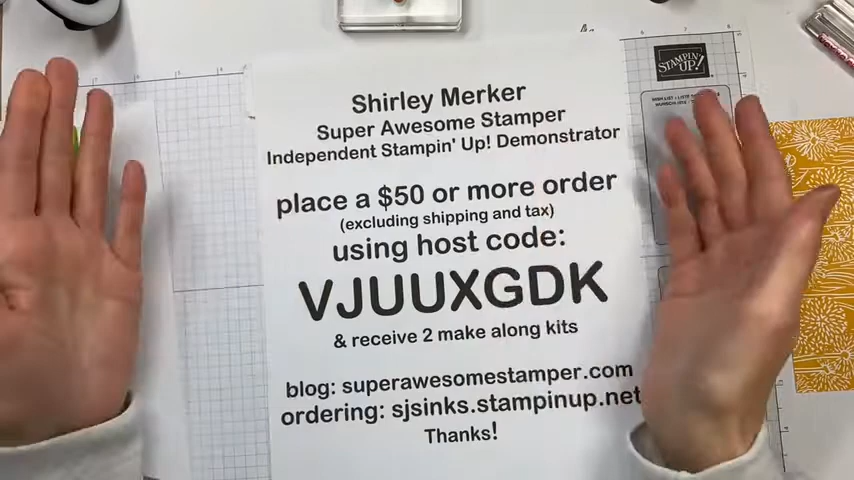 Shirley Merker
Super Awesome Stamper
Independent Stampin' Up! Demonstrator
place a $50 or more order
(excluding shipping and tax)
using host code:
VJUUXGDK
& receive 2 make along kits
blog: superawesomestamper.com
ordering: sjsinks.stampinup.net
Thanks!
STAMPIN' UP!